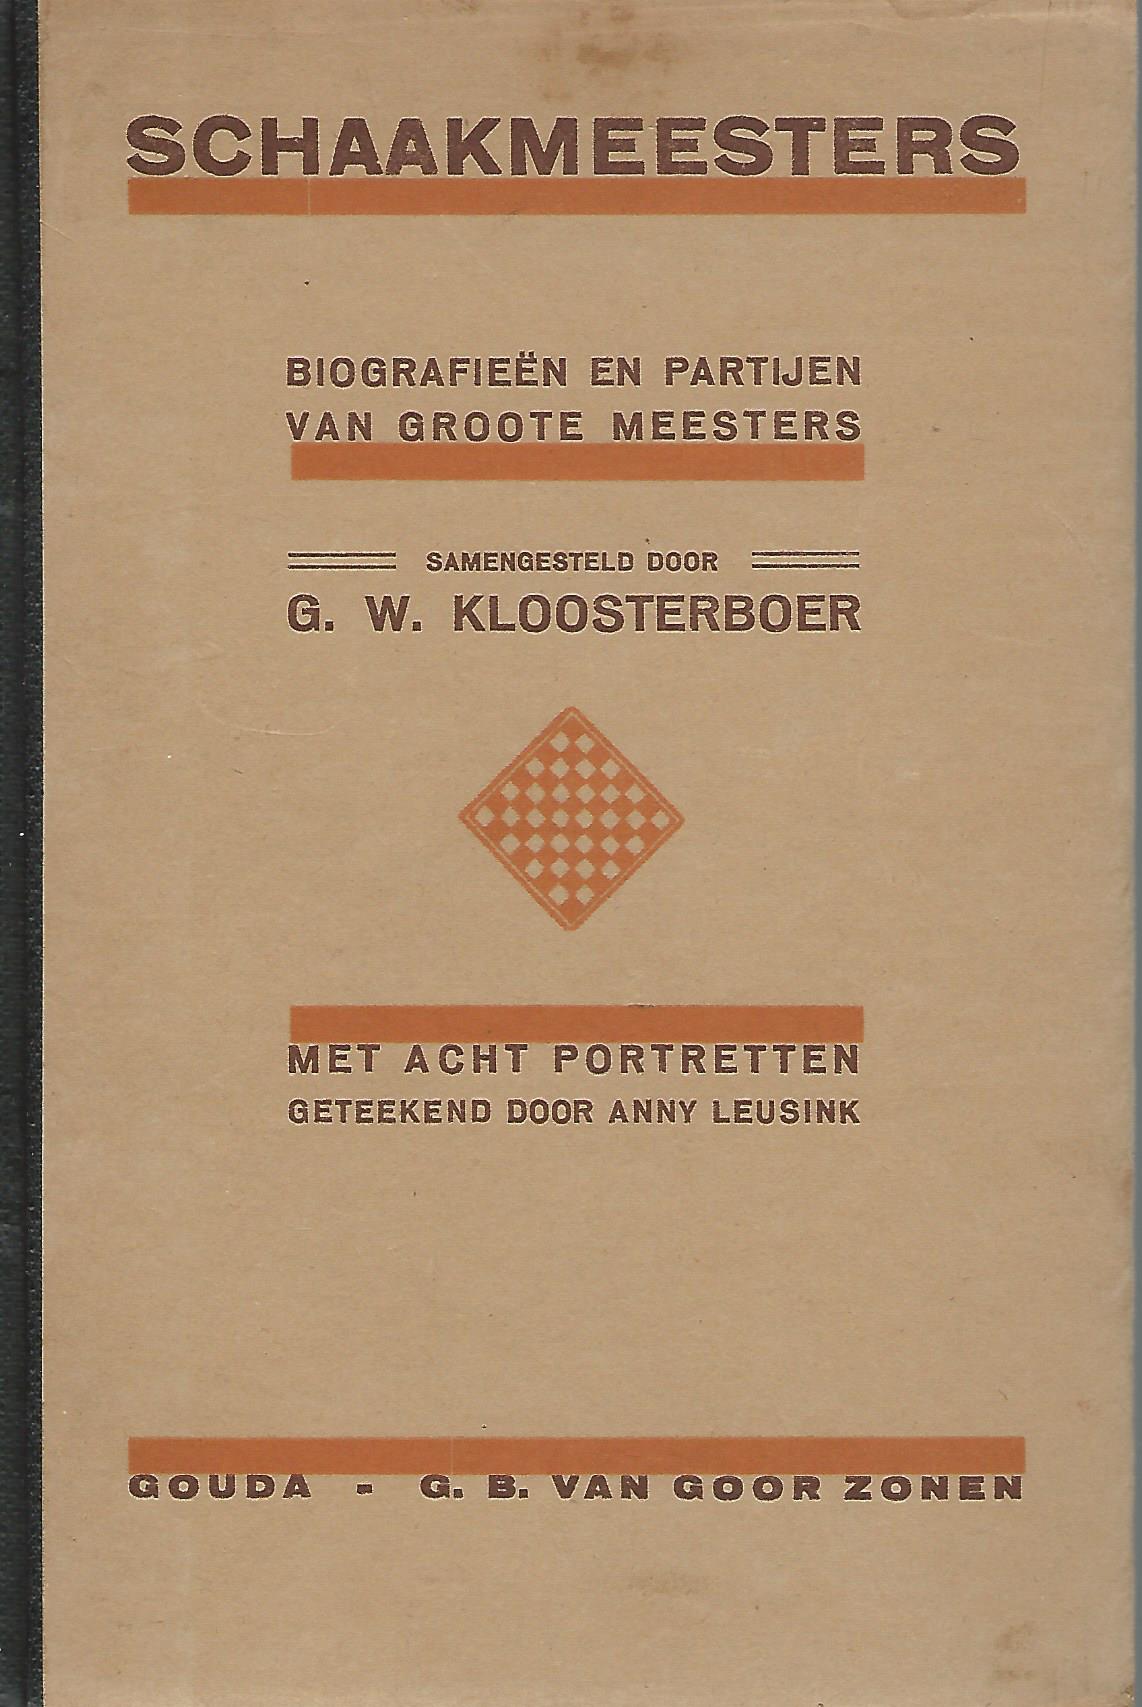 SCHAAKMEESTERS
BIOGRAFIEËN EN PARTIJEN
VAN GROOTE MEESTERS
SAMENGESTELD DOOR
G. W. KLOOSTERBOER
MET ACHT PORTRETTEN
GETEEKEND DOOR ANNY LEUSINK
GOUDA - G. B. VAN GOOR ZONEN